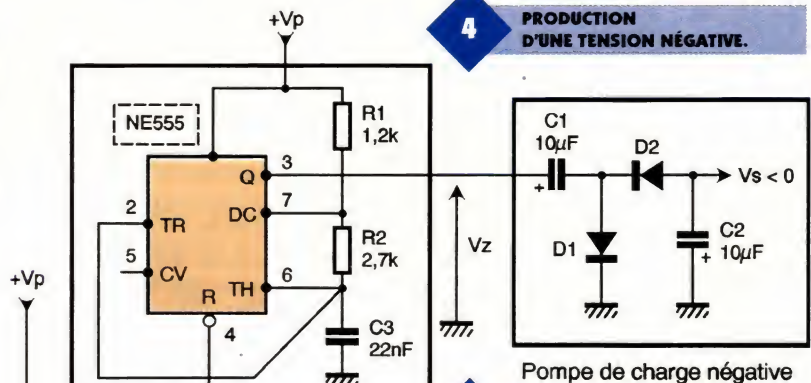 +Vp
4
PRODUCTION
D'UNE TENSION NÉGATIVE.
NE555
R1
1,2k
C1
10µF
+
D2
Vs < 0
Q
3
2
TR
DC
7
R2
2,7k
Vz
D1
C2
+ 10µF
5
CV
+Vp
TH
6
R
4
C3
22nF
Pompe de charge négative